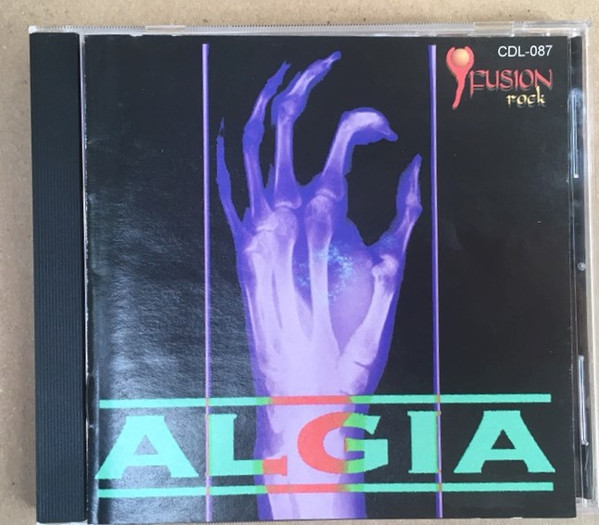 CDL-087
FUSION
rock
ALGIA